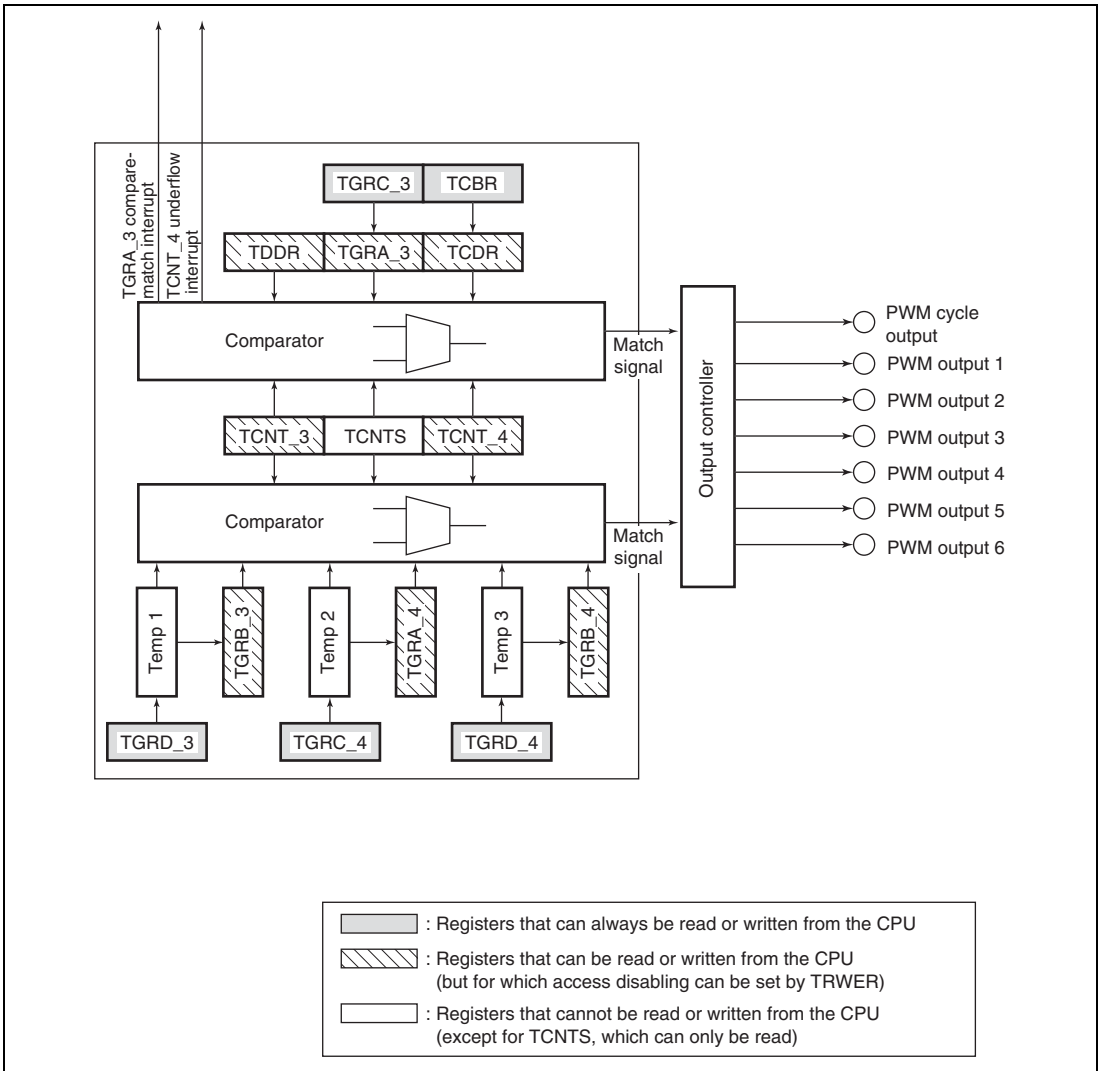 TGRA_3 compare-
match interrupt
TCNT_4 underflow
interrupt
TGRC_3
TCBR
TDDR
TGRA_3
TCDR
Comparator
Match
signal
TCNT_3
TCNTS
TCNT_4
Comparator
Match
signal
Temp 1
TGRB_3
Temp 2
TGRA_4
Temp 3
TGRB_4
TGRD_3
TGRC_4
TGRD_4
Output controller
PWM cycle
output
PWM output 1
PWM output 2
PWM output 3
PWM output 4
PWM output 5
PWM output 6
: Registers that can always be read or written from the CPU
: Registers that can be read or written from the CPU
(but for which access disabling can be set by TRWER)
: Registers that cannot be read or written from the CPU
(except for TCNTS, which can only be read)